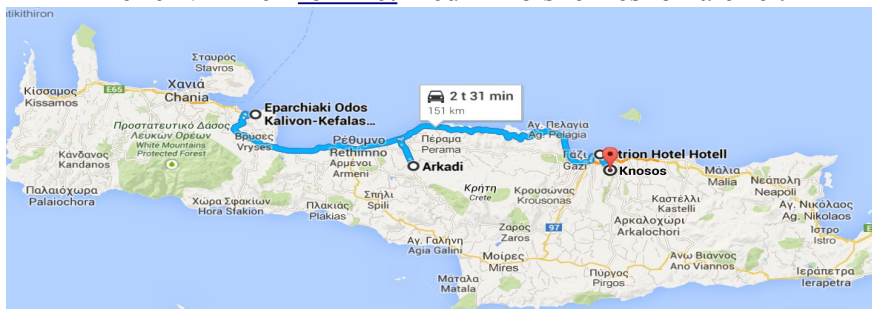 ntikithiron
Σταυρός
Stavros
Κίσσαμος
Kissamos
E65
Χανιά
Chania
Eparchiaki Odos
Kalivon-Kefalas...
2 t 31 min
151 km
Προστατευτικό Δάσος
Λευκών Ορέων
White Mountains
Protected Forest
Βρύσες
Vryses
Ρέθυμνο
Rethimno
Πέραμα
Perama
Αγ. Πελαγία
Ag. Pelagia
Κάνδανος
Kandanos
Αρμένοι
Armeni
Arkadi
Γάζι
Gazi
trion Hotel Hotell
Knosos
Μάλια
Malia
Νεάπολη
Neapoli
Παλαιόχωρα
Palaiochora
Χώρα Σφακίων
Hora Sfakion
Πλακιάς
Plakias
Σπήλι
Spili
Κρήτη
Crete
Κρουσώνας
Krousonas
Καστέλλι
Kastelli
Αγ. Νικόλαος
Ag. Nikolaos
Αρκαλοχώρι
Arkalochori
Ζαρός
Zaros
97
Ίστρο
Istro
Αγ. Γαλήνη
Agia Galini
Μοίρες
Mires
Άνω Βιάννος
Ano Viannos
Ιεράπετρα
Ierapetra
Μάταλα
Matala
Πύργος
Pirgos